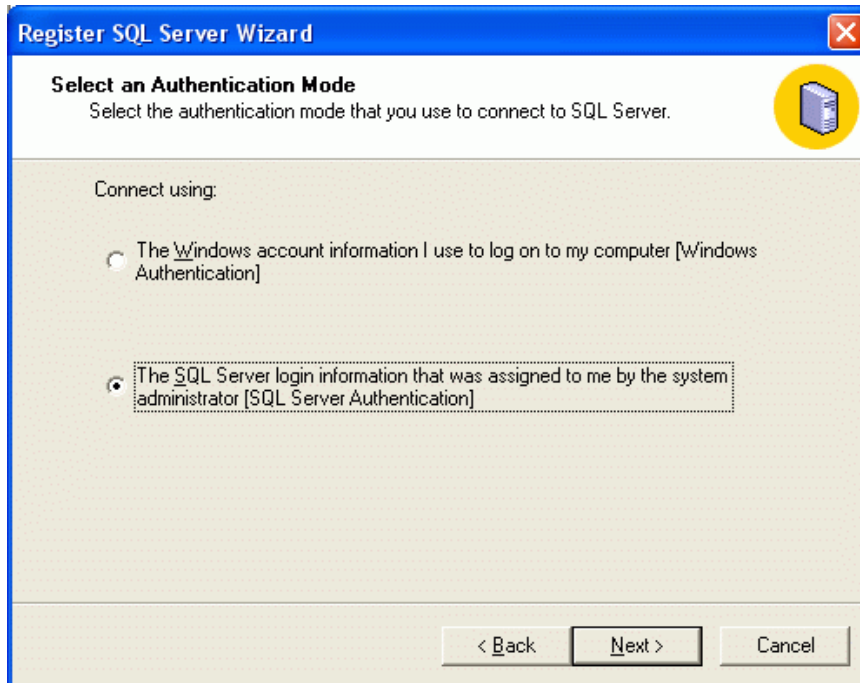 Register SQL Server Wizard
Select an Authentication Mode
Select the authentication mode that you use to connect to SQL Server.
Connect using:
The Windows account information I use to log on to my computer [Windows
Authentication]
The SQL Server login information that was assigned to me by the system
administrator [SQL Server Authentication]
< Back Next > Cancel